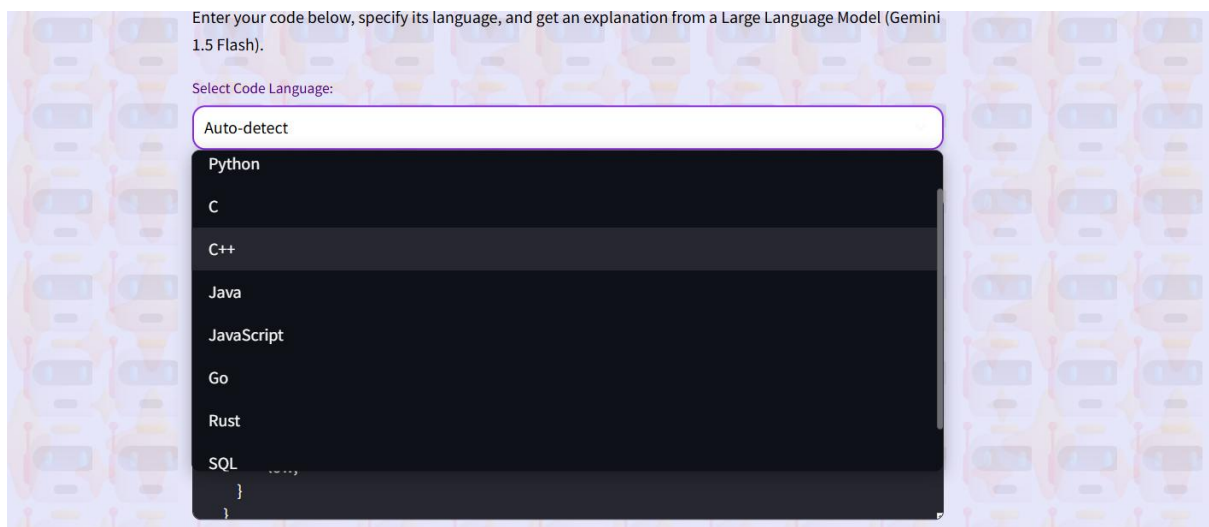 Enter your code below, specify its language, and get an explanation from a Large Language Model (Gemini
1.5 Flash).
Select Code Language:
Auto-detect
Python
C
C++
Java
JavaScript
Go
Rust
SQL
}
}